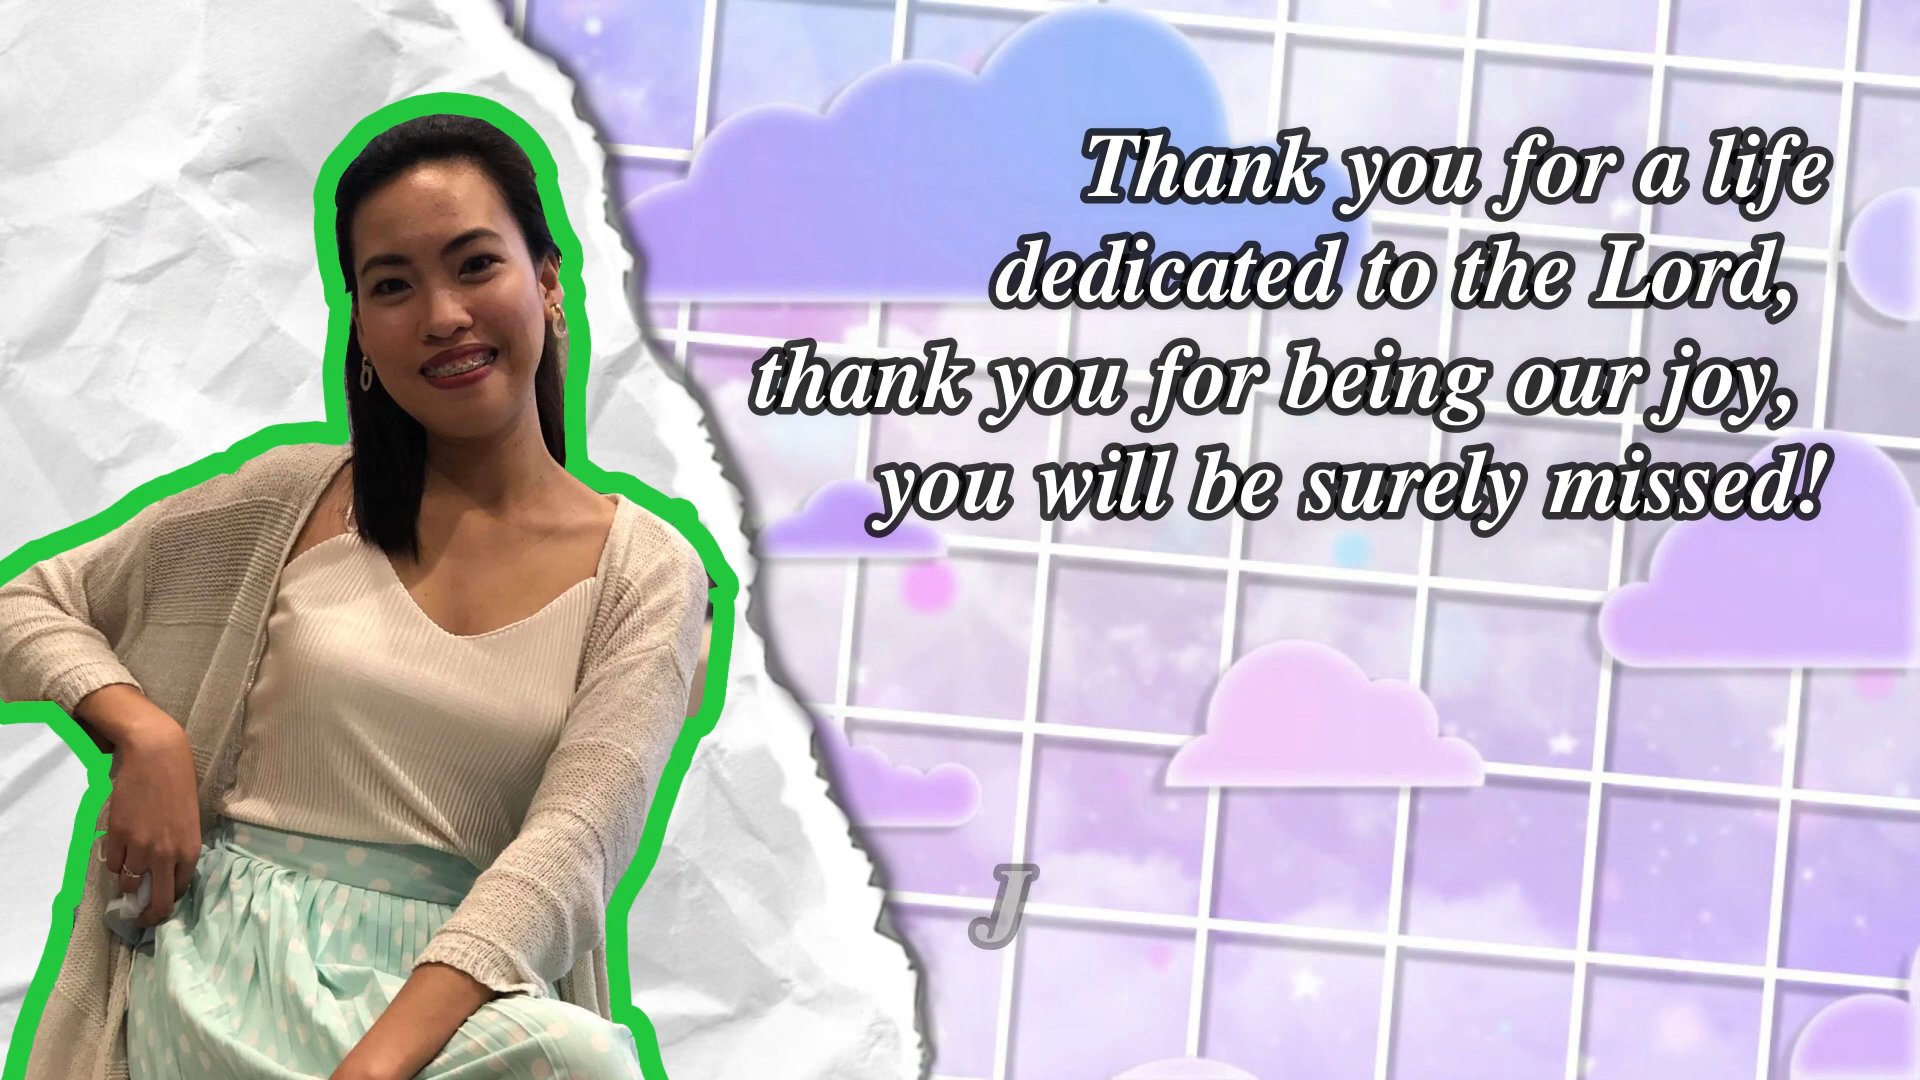 Thank you for a life
dedicated to the Lord,
thank you for being our joy,
you will be surely missed!
J